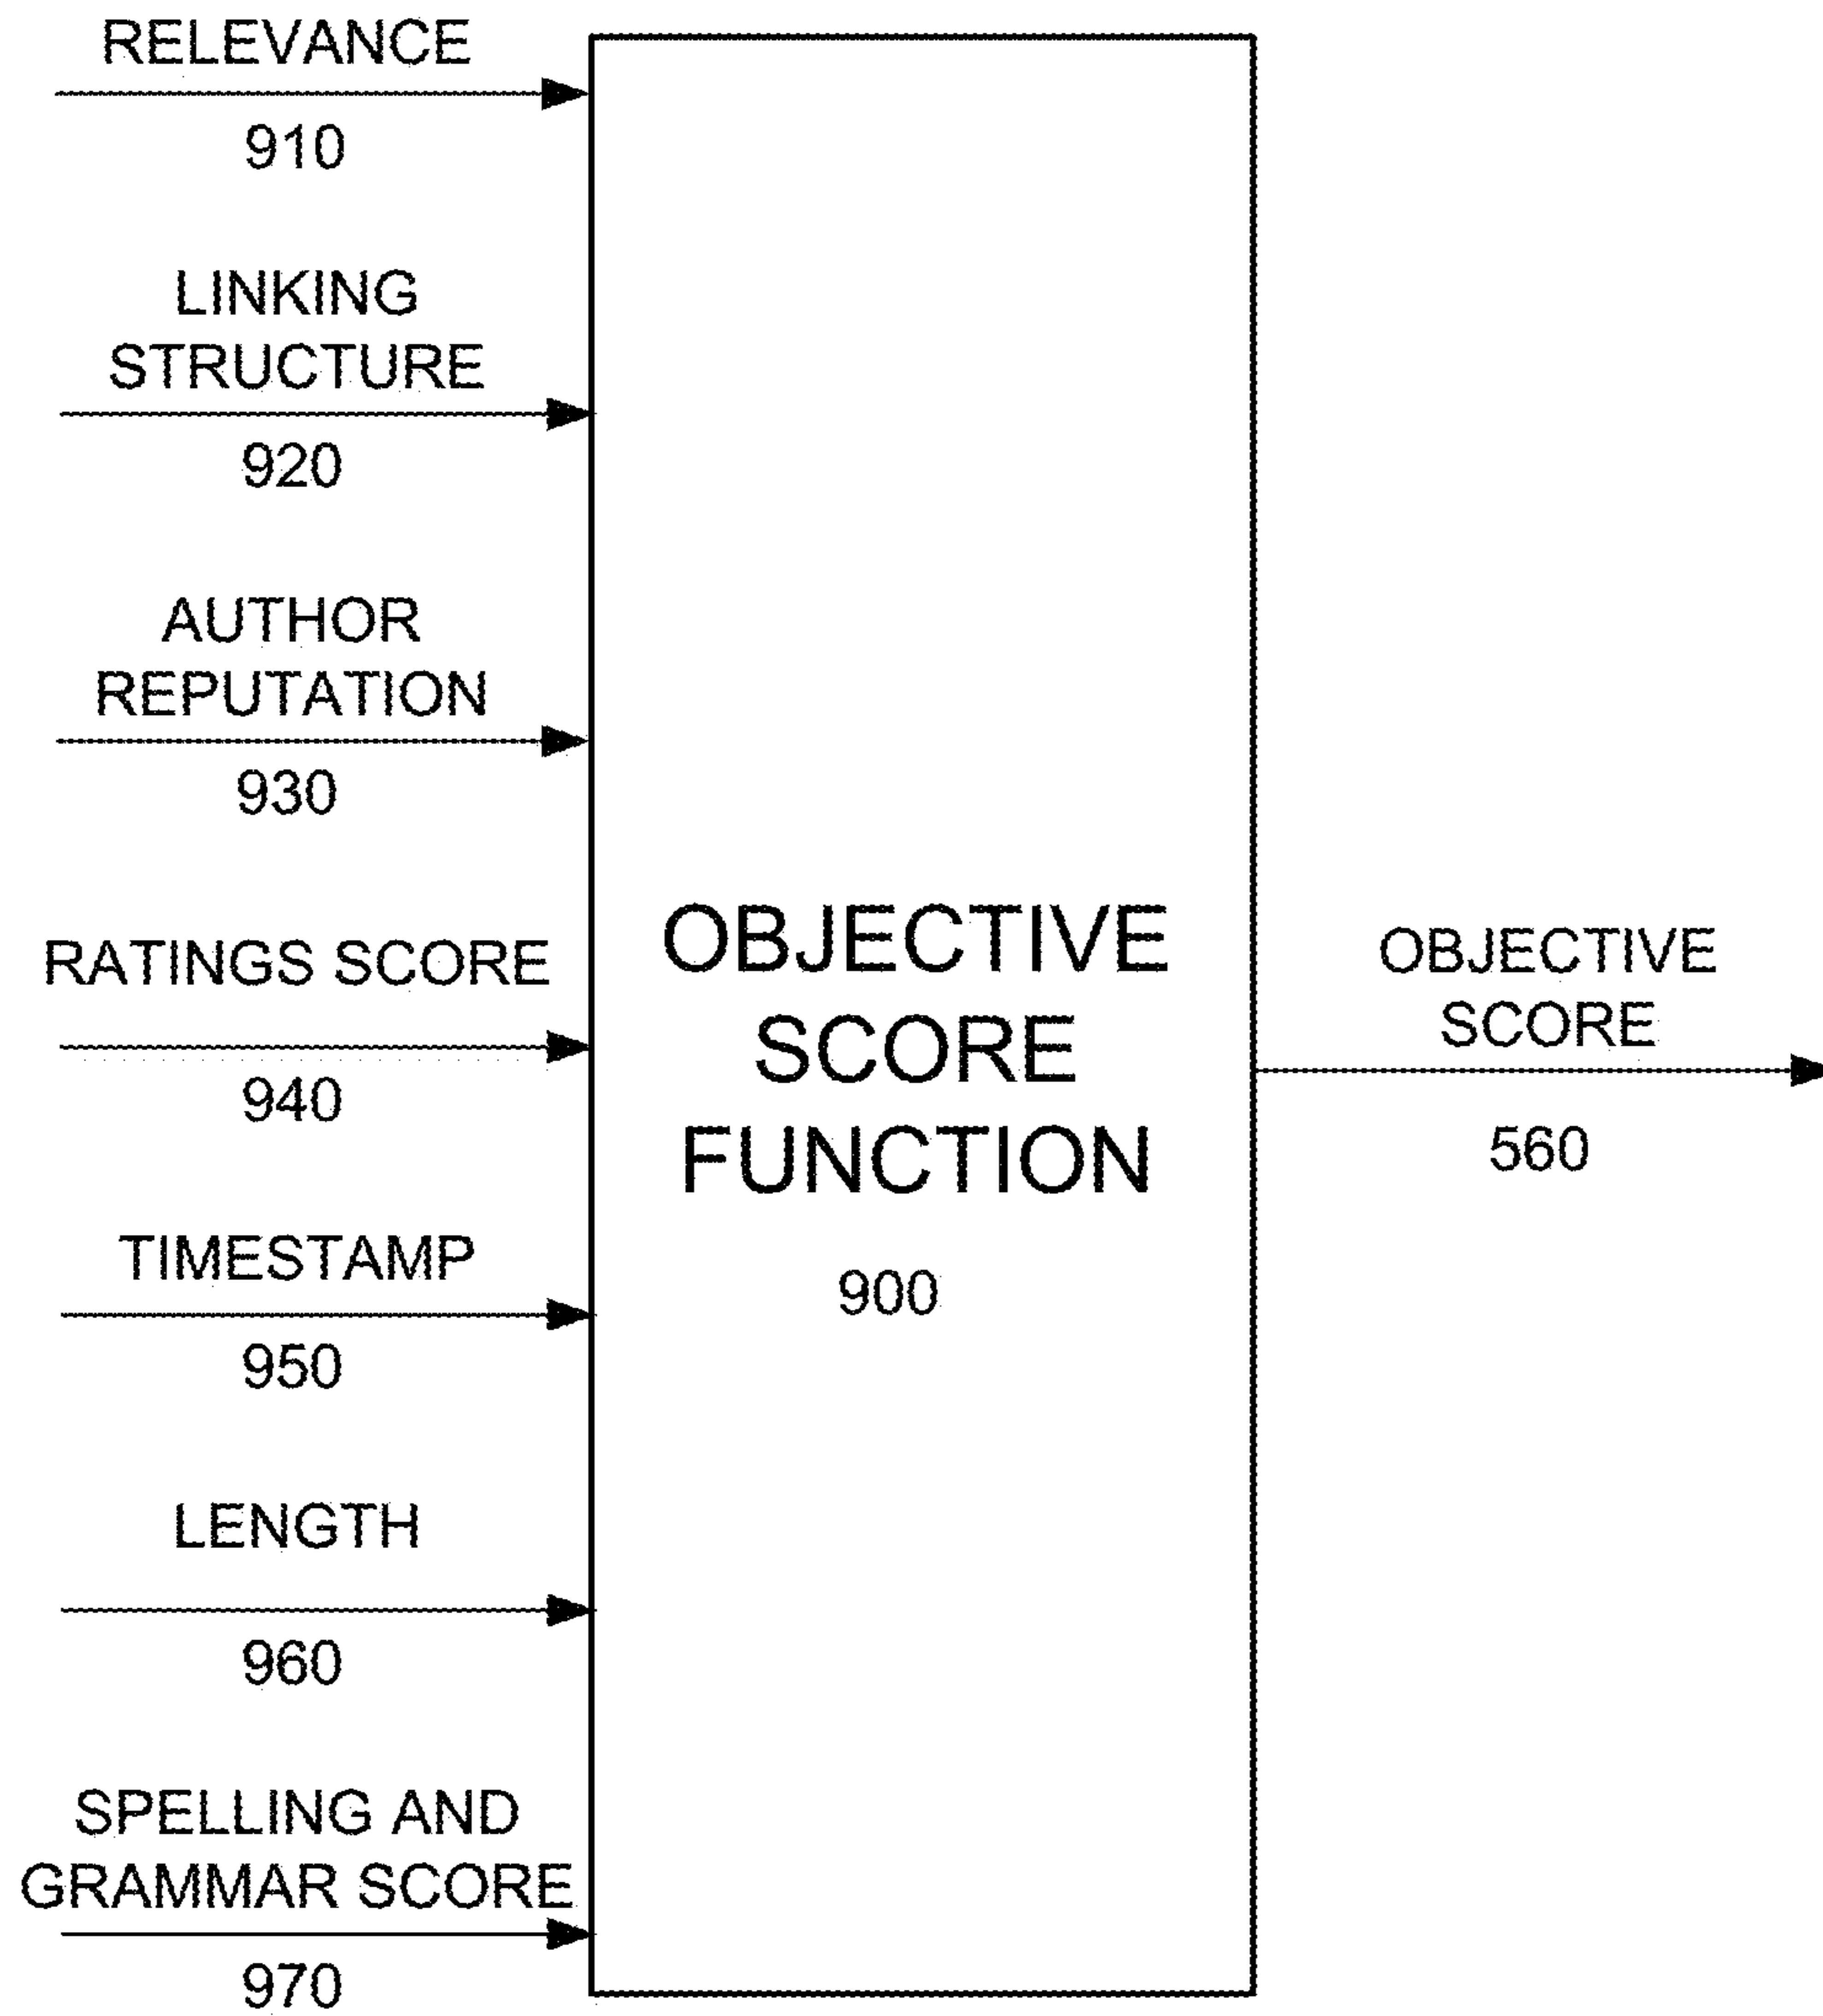 RELEVANCE
910
LINKING
STRUCTURE
920
AUTHOR
REPUTATION
930
RATINGS SCORE
940
TIMESTAMP
950
LENGTH
960
SPELLING AND
GRAMMAR SCORE
970
OBJECTIVE
SCORE
FUNCTION
900
OBJECTIVE
SCORE
560